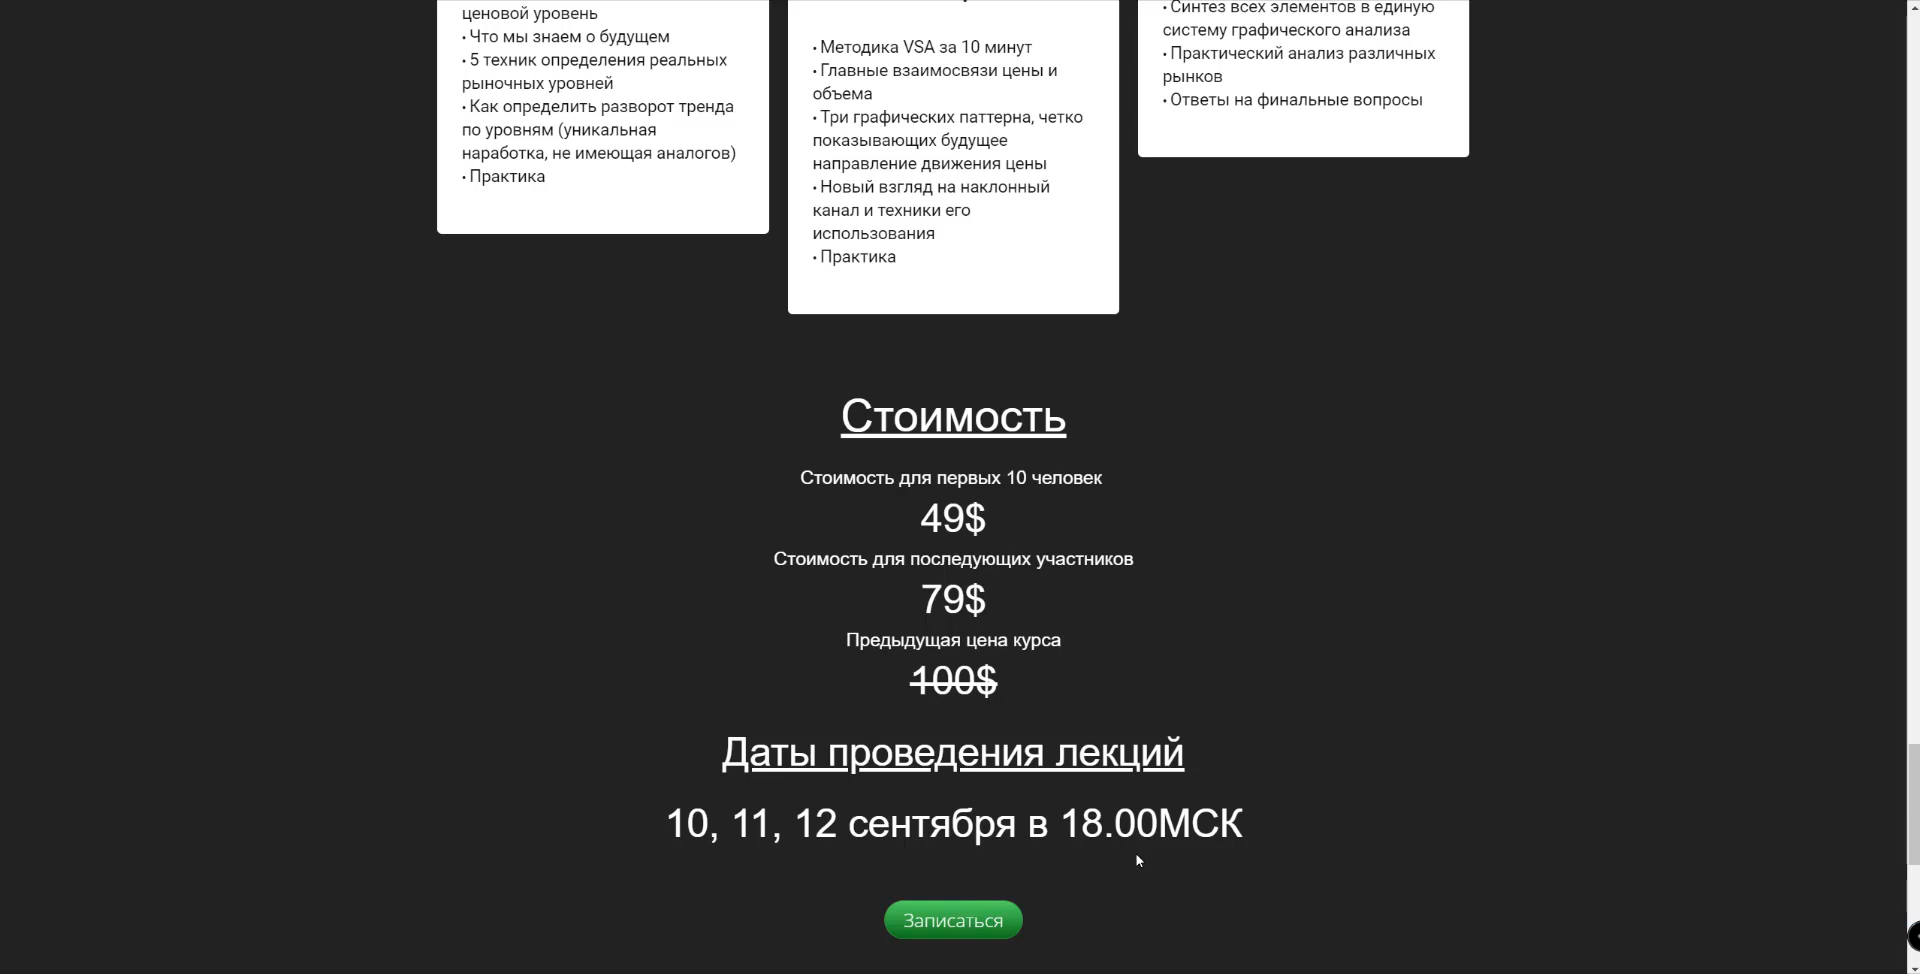 ценовой уровень
• Что мы знаем о будущем
• 5 техник определения реальных
рыночных уровней
• Как определить разворот тренда
по уровням (уникальная
наработка, не имеющая аналогов)
• Практика
• Методика VSA за 10 минут
• Главные взаимосвязи цены и
объема
• Три графических паттерна, четко
показывающих будущее
направление движения цены
• Новый взгляд на наклонный
канал и техники его
использования
• Практика
• Синтез всех элементов в единую
систему графического анализа
• Практический анализ различных
рынков
• Ответы на финальные вопросы
Стоимость
Стоимость для первых 10 человек
49$
Стоимость для последующих участников
79$
Предыдущая цена курса
100$
Даты проведения лекций
10, 11, 12 сентября в 18.00МСК
Записаться